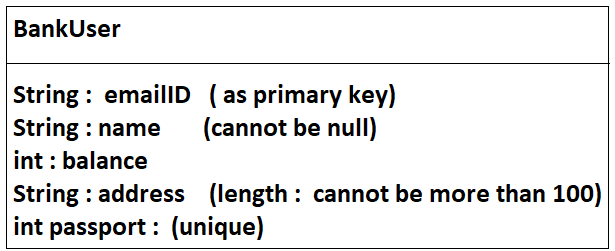 BankUser
String : emailID ( as primary key)
String : name (cannot be null)
int : balance
String : address (length : cannot be more than 100)
int passport : (unique)